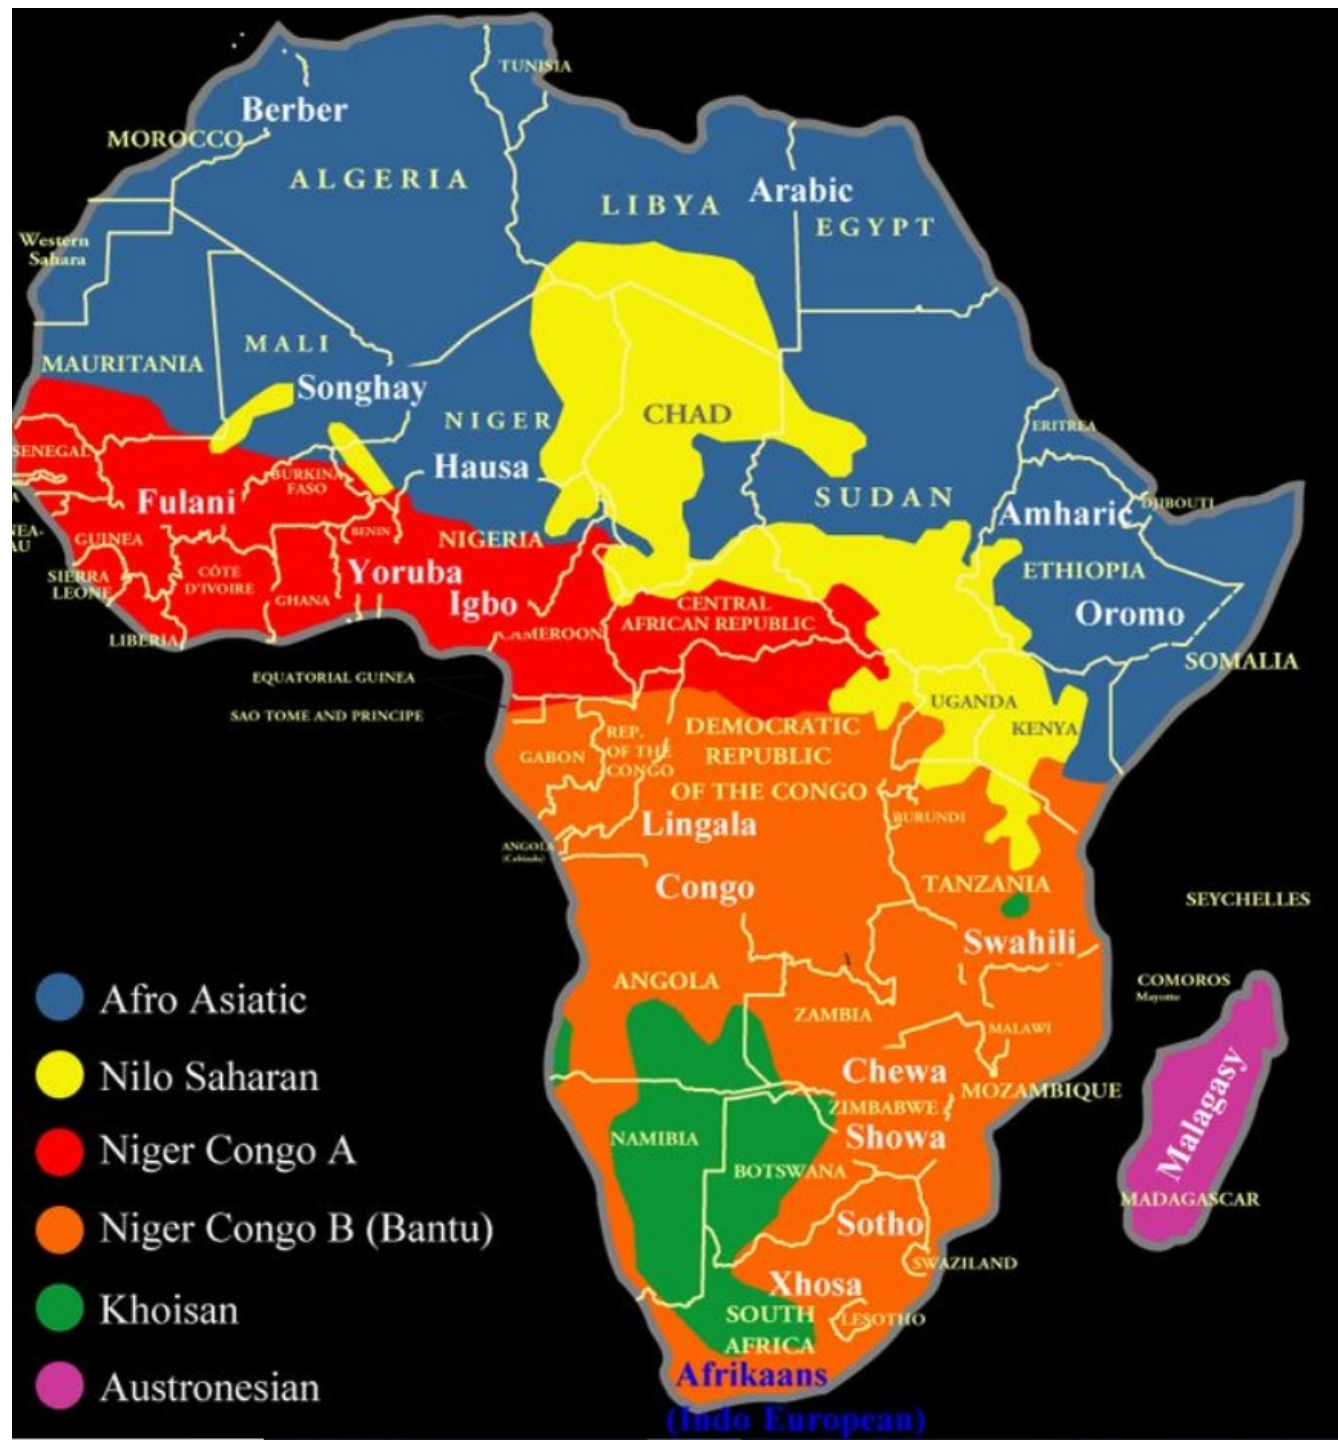 TUNISIA
Berber
MOROCCO
ALGERIA
LIBYA
Arabic
EGYPT
Western
Sahara
MALI
MAURITANIA
Songhay
NIGER
CHAD
ERITREA
SENEGAL
BURKINA
FASO
Hausa
Fulani
SUDAN
Amharic
DJIBOUTI
BENIN
GUINEA
NIGERIA
CÔTE
D'IVOIRE
SIERRA
LEONE
GHANA
Yoruba
Igbo
ETHIOPIA
Oromo
LIBERIA
CAMEROON
CENTRAL
AFRICAN REPUBLIC
SOMALIA
EQUATORIAL GUINEA
SAO TOME AND PRINCIPE
UGANDA
KENYA
GABON
REP.
OF THE
CONGO
DEMOCRATIC
REPUBLIC
OF THE CONGO
Lingala
BURUNDI
ANGOLA
(Cabinda)
Congo
TANZANIA
SEYCHELLES
Swahili
ANGOLA
COMOROS
Mayotte
ZAMBIA
MALAWI
Chewa
MOZAMBIQUE
ZIMBABWE
Showa
NAMIBIA
BOTSWANA
Malagasy
MADAGASCAR
Sotho
SWAZILAND
Xhosa
SOUTH
AFRICA
LESOTHO
Afrikaans
(Indo European)
Afro Asiatic
Nilo Saharan
Niger Congo A
Niger Congo B (Bantu)
Khoisan
Austronesian